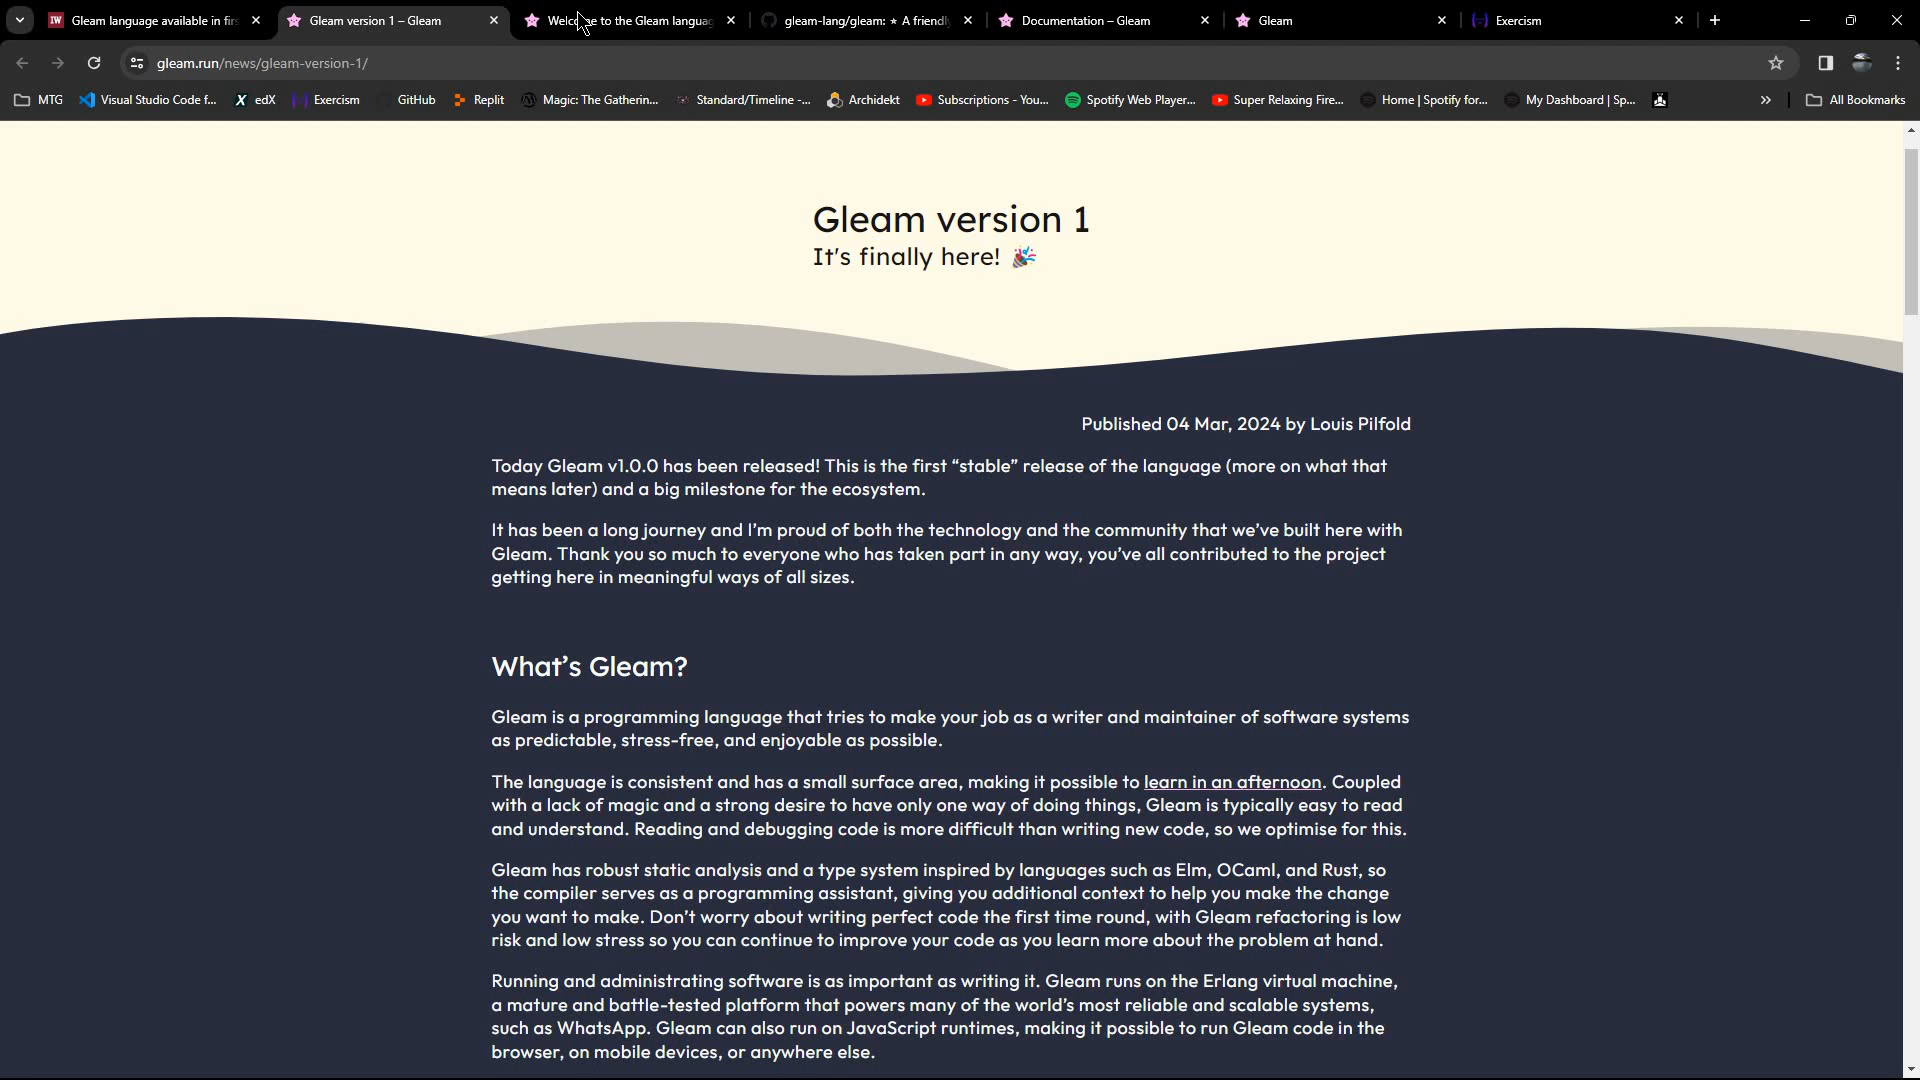 Gleam language available in fir
Gleam version 1 – Gleam
Welcome to the Gleam languag
gleam-lang/gleam: ⭐️ A friendl
Documentation – Gleam
Gleam
Exercism
gleam.run/news/gleam-version-1/
MTG
Visual Studio Code f...
edX
Exercism
GitHub
Replit
Magic: The Gatherin...
Standard/Timeline -...
Archidekt
Subscriptions - You...
Spotify Web Player...
Super Relaxing Fire...
Home | Spotify for...
My Dashboard | Sp...
All Bookmarks
Gleam version 1
It's finally here! 🎉
Published 04 Mar, 2024 by Louis Pilfold
Today Gleam v1.0.0 has been released! This is the first “stable” release of the language (more on what that
means later) and a big milestone for the ecosystem.
It has been a long journey and I’m proud of both the technology and the community that we’ve built here with
Gleam. Thank you so much to everyone who has taken part in any way, you’ve all contributed to the project
getting here in meaningful ways of all sizes.
What’s Gleam?
Gleam is a programming language that tries to make your job as a writer and maintainer of software systems
as predictable, stress-free, and enjoyable as possible.
The language is consistent and has a small surface area, making it possible to learn in an afternoon. Coupled
with a lack of magic and a strong desire to have only one way of doing things, Gleam is typically easy to read
and understand. Reading and debugging code is more difficult than writing new code, so we optimise for this.
Gleam has robust static analysis and a type system inspired by languages such as Elm, OCaml, and Rust, so
the compiler serves as a programming assistant, giving you additional context to help you make the change
you want to make. Don’t worry about writing perfect code the first time round, with Gleam refactoring is low
risk and low stress so you can continue to improve your code as you learn more about the problem at hand.
Running and administrating software is as important as writing it. Gleam runs on the Erlang virtual machine,
a mature and battle-tested platform that powers many of the world’s most reliable and scalable systems,
such as WhatsApp. Gleam can also run on JavaScript runtimes, making it possible to run Gleam code in the
browser, on mobile devices, or anywhere else.